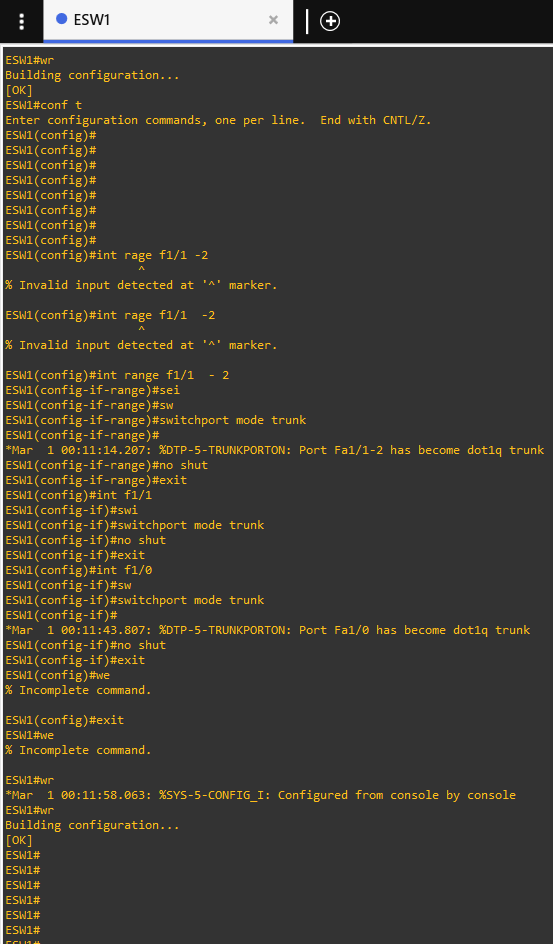 ESW1
ESW1#wr
Building configuration...
[OK]
ESW1#conf t
Enter configuration commands, one per line.  End with CNTL/Z.
ESW1(config)#
ESW1(config)#
ESW1(config)#
ESW1(config)#
ESW1(config)#
ESW1(config)#
ESW1(config)#
ESW1(config)#
ESW1(config)#int rage f1/1 -2
^
% Invalid input detected at '^' marker.
ESW1(config)#int rage f1/1  -2
^
% Invalid input detected at '^' marker.
ESW1(config)#int range f1/1  - 2
ESW1(config-if-range)#sei
ESW1(config-if-range)#sw
ESW1(config-if-range)#switchport mode trunk
ESW1(config-if-range)#
*Mar  1 00:11:14.207: %DTP-5-TRUNKPORTON: Port Fa1/1-2 has become dot1q trunk
ESW1(config-if-range)#no shut
ESW1(config-if-range)#exit
ESW1(config)#int f1/1
ESW1(config-if)#swi
ESW1(config-if)#switchport mode trunk
ESW1(config-if)#no shut
ESW1(config-if)#exit
ESW1(config)#int f1/0
ESW1(config-if)#sw
ESW1(config-if)#switchport mode trunk
ESW1(config-if)#
*Mar  1 00:11:43.807: %DTP-5-TRUNKPORTON: Port Fa1/0 has become dot1q trunk
ESW1(config-if)#no shut
ESW1(config-if)#exit
ESW1(config)#we
% Incomplete command.
ESW1(config)#exit
ESW1#we
% Incomplete command.
ESW1#wr
*Mar  1 00:11:58.063: %SYS-5-CONFIG_I: Configured from console by console
ESW1#wr
Building configuration...
[OK]
ESW1#
ESW1#
ESW1#
ESW1#
ESW1#
ESW1#
ESW1#